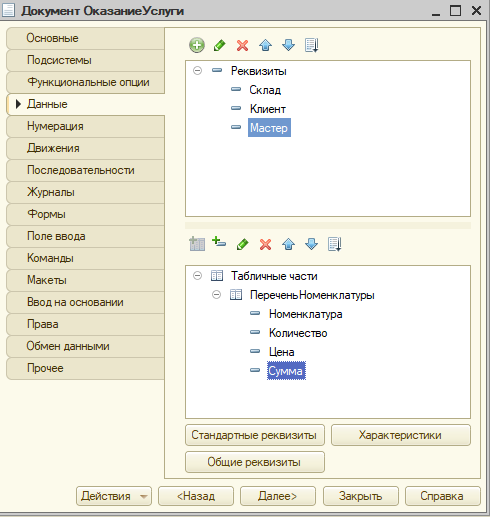 Документ ОказаниеУслуги
Основные
Подсистемы
Функциональные опции
Данные
Нумерация
Движения
Последовательности
Журналы
Формы
Поле ввода
Команды
Макеты
Ввод на основании
Права
Обмен данными
Прочее
Реквизиты
Склад
Клиент
Мастер
Табличные части
ПереченьНоменклатуры
Номенклатура
Количество
Цена
Сумма
Стандартные реквизиты
Характеристики
Общие реквизиты
Действия
<Назад
Далее>
Закрыть
Справка